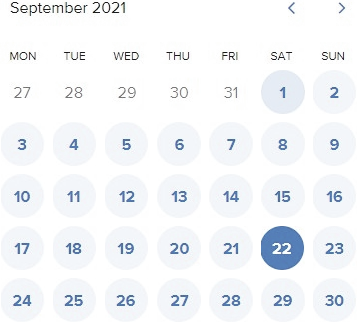 September 2021
MON TUE WED THU FRI SAT SUN
27 28 29 30 31 1 2
3 4 5 6 7 8 9
10 11 12 13 14 15 16
17 18 19 20 21 22 23
24 25 26 27 28 29 30